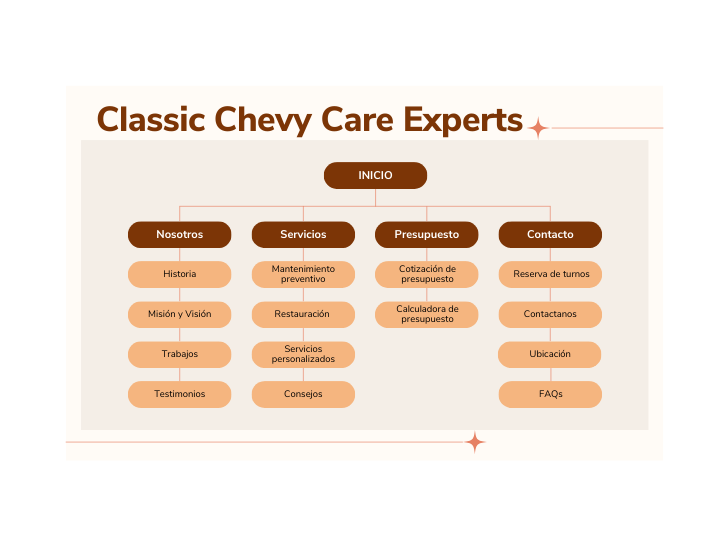 Classic Chevy Care Experts
INICIO
Nosotros
Servicios
Presupuesto
Contacto
Historia
Mantenimiento
preventivo
Cotización de
presupuesto
Reserva de turnos
Misión y Visión
Restauración
Calculadora de
presupuesto
Contactanos
Trabajos
Servicios
personalizados
Ubicación
Testimonios
Consejos
FAQs